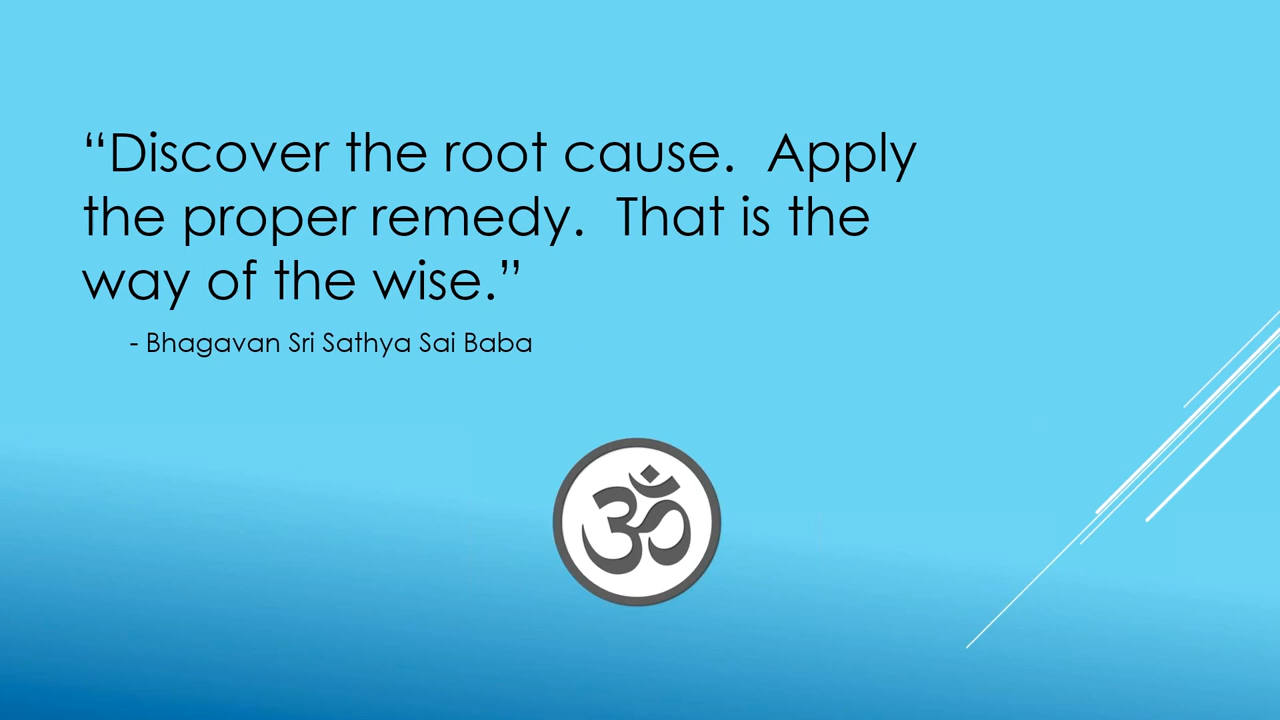 “Discover the root cause.  Apply
the proper remedy.  That is the
way of the wise.”
- Bhagavan Sri Sathya Sai Baba
ॐ